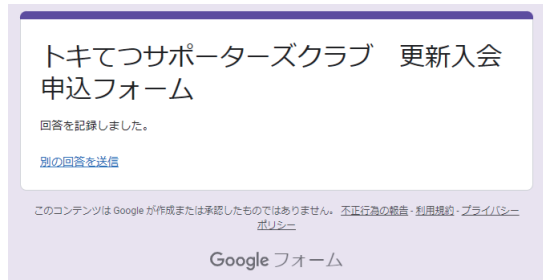 トキてつサポーターズクラブ　更新入会
申込フォーム
回答を記録しました。
別の回答を送信
このコンテンツは Google が作成または承認したものではありません。 不正行為の報告 - 利用規約 - プライバシー
ポリシー
Google フォーム